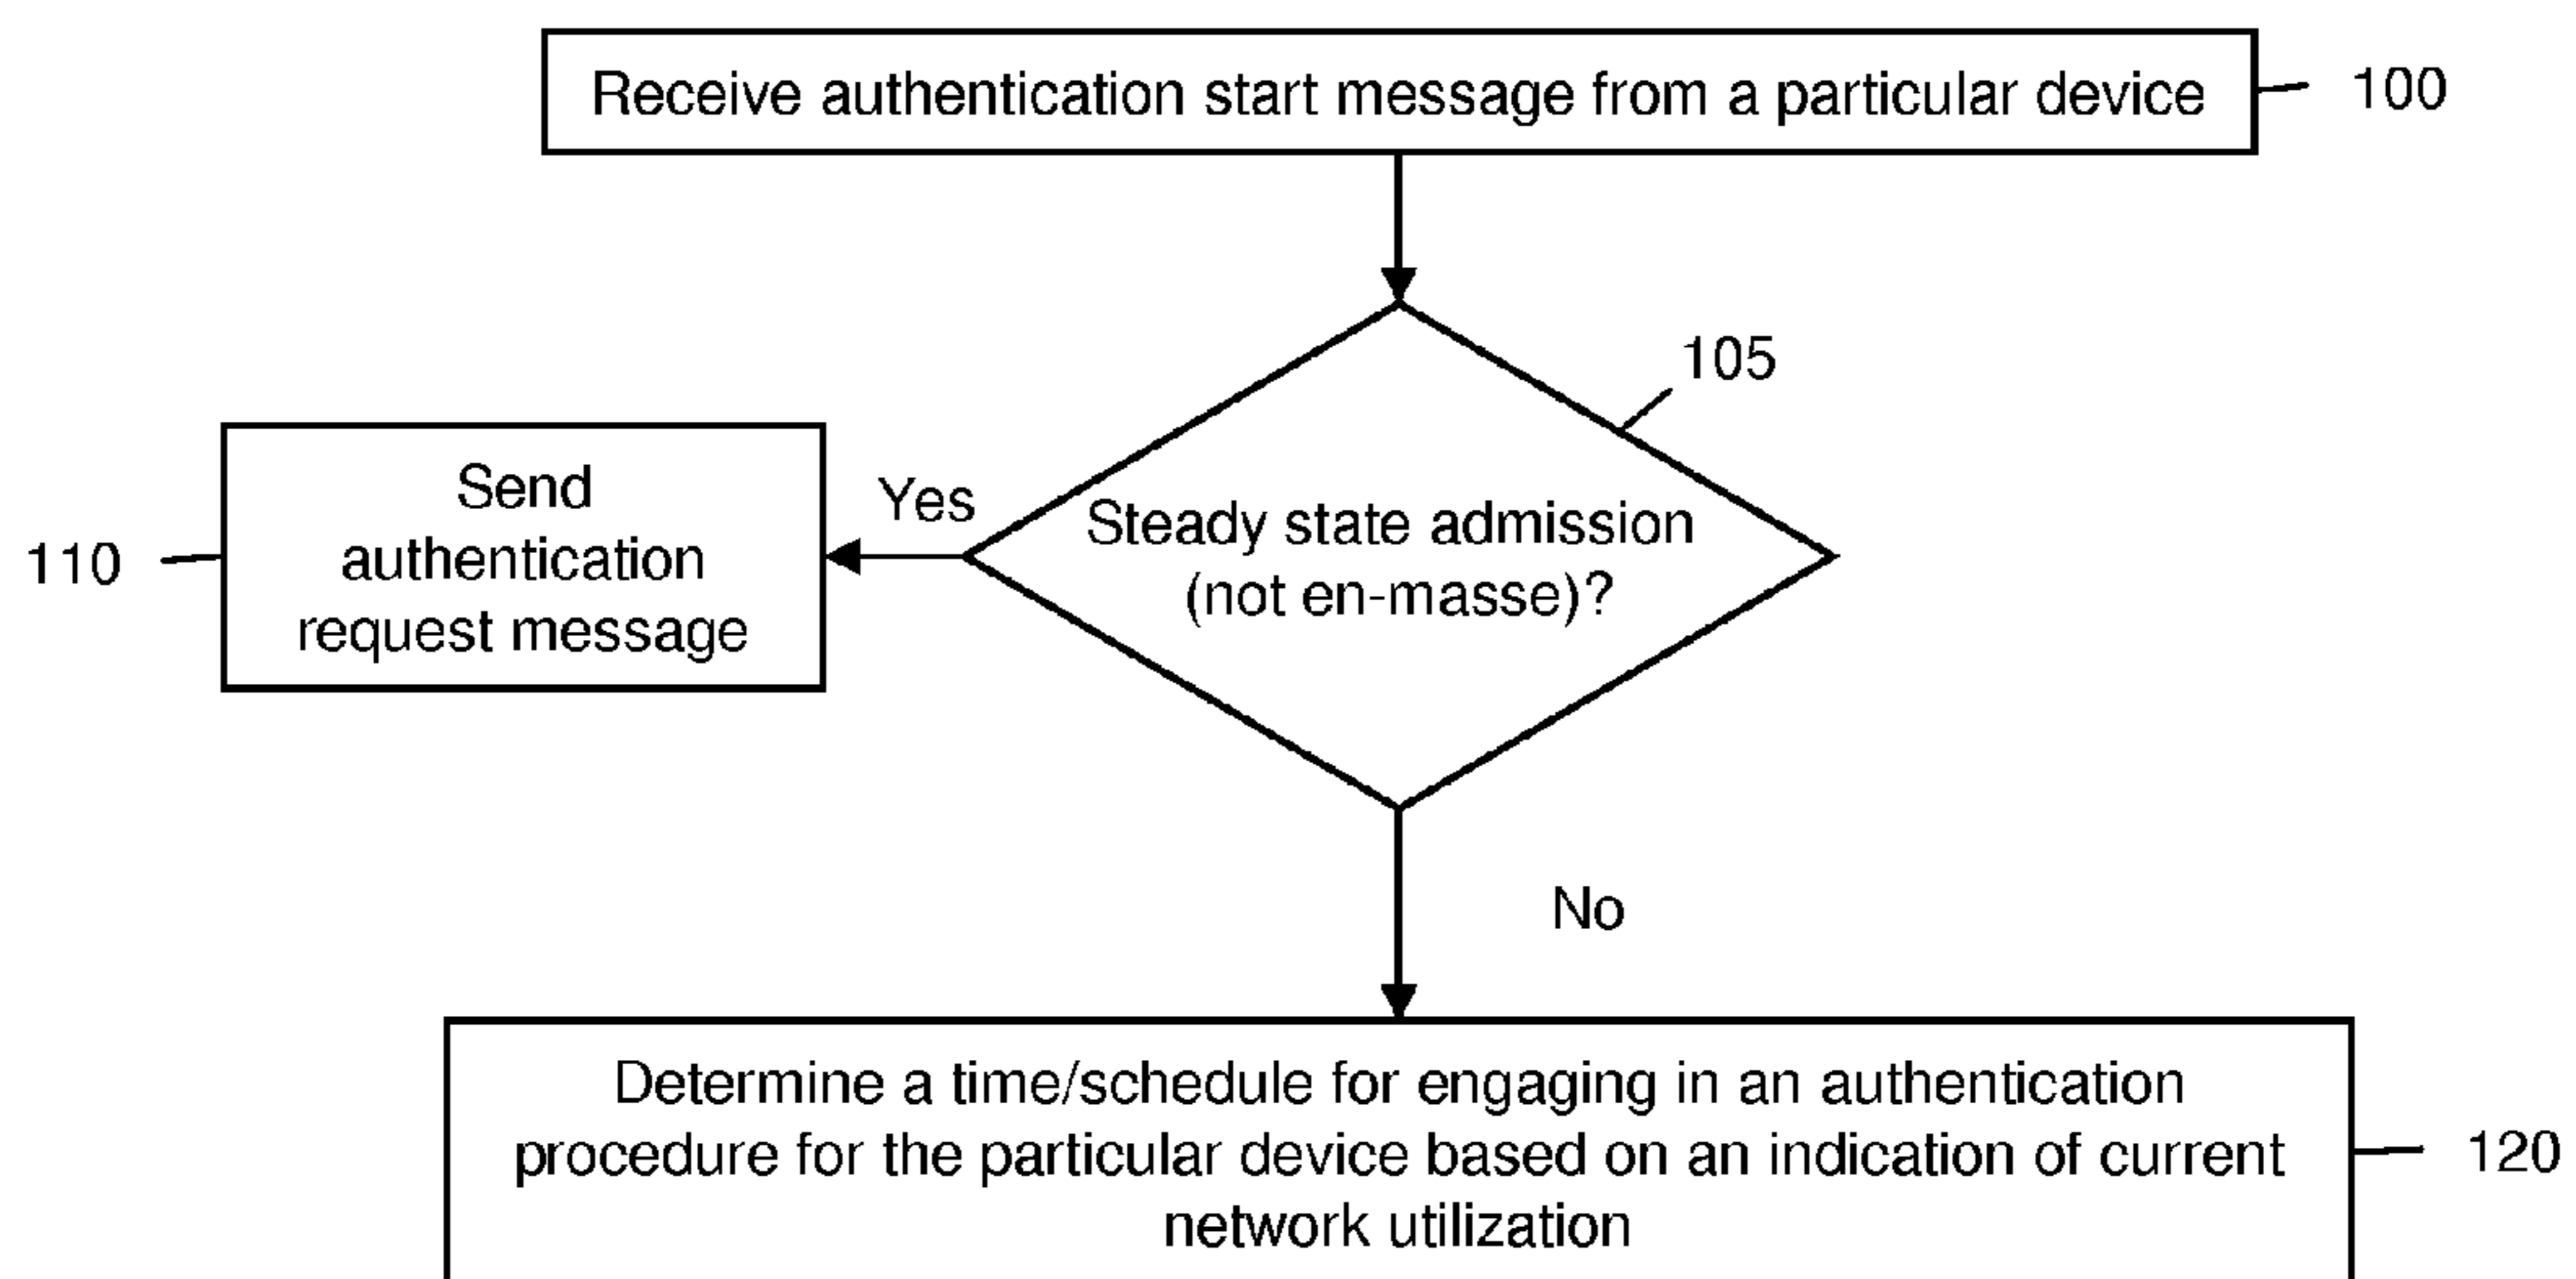 Receive authentication start message from a particular device
100
105
Steady state admission
(not en-masse)?
Yes
Send
authentication
request message
110
No
Determine a time/schedule for engaging in an authentication
procedure for the particular device based on an indication of current
network utilization
120